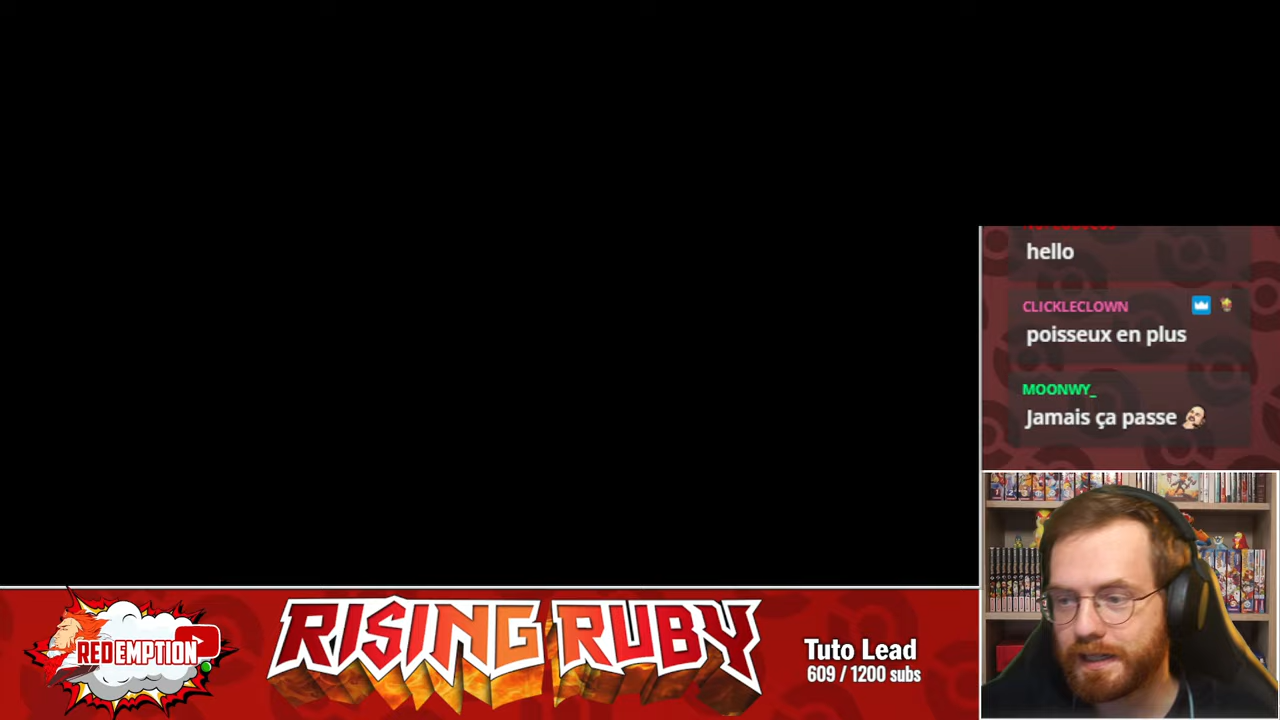 hello
CLICKLECLOWN
poisseux en plus
MOONWY_
Jamais ça passe
REDEMPTION
RISING RUBY
Tuto Lead
609 / 1200 subs